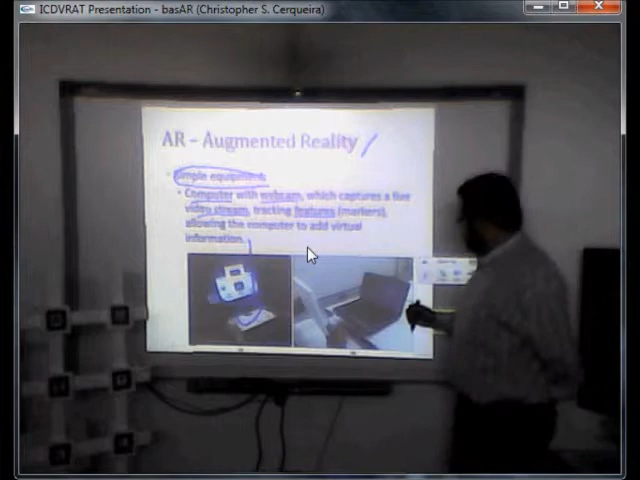 ICDVRAT Presentation - basAR (Christopher S. Cerqueira)
AR – Augmented Reality
Simple equipment:
Computer with webcam, which captures a live
video stream, tracking features (markers),
allowing the computer to add virtual
information.